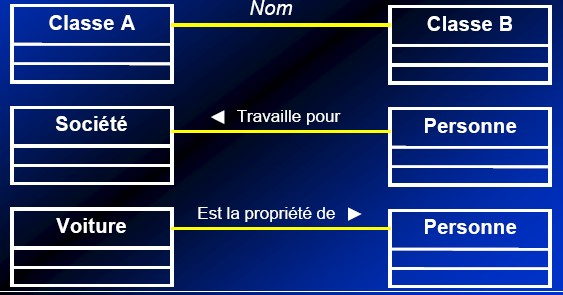 Nom
Classe A
Classe B
Société
◄ Travaille pour
Personne
Voiture
Est la propriété de ►
Personne